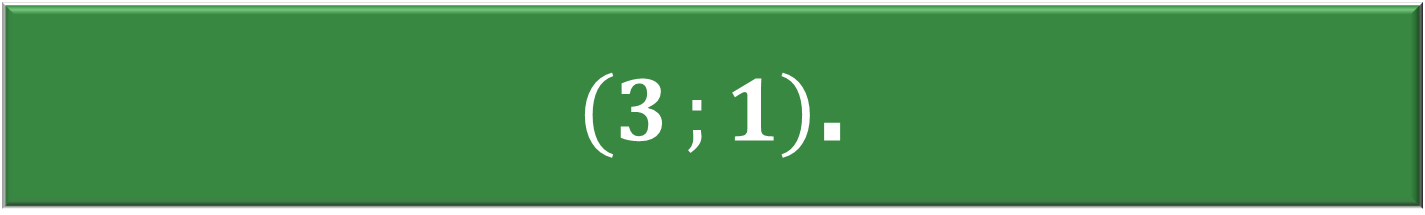 (3 ; 1).